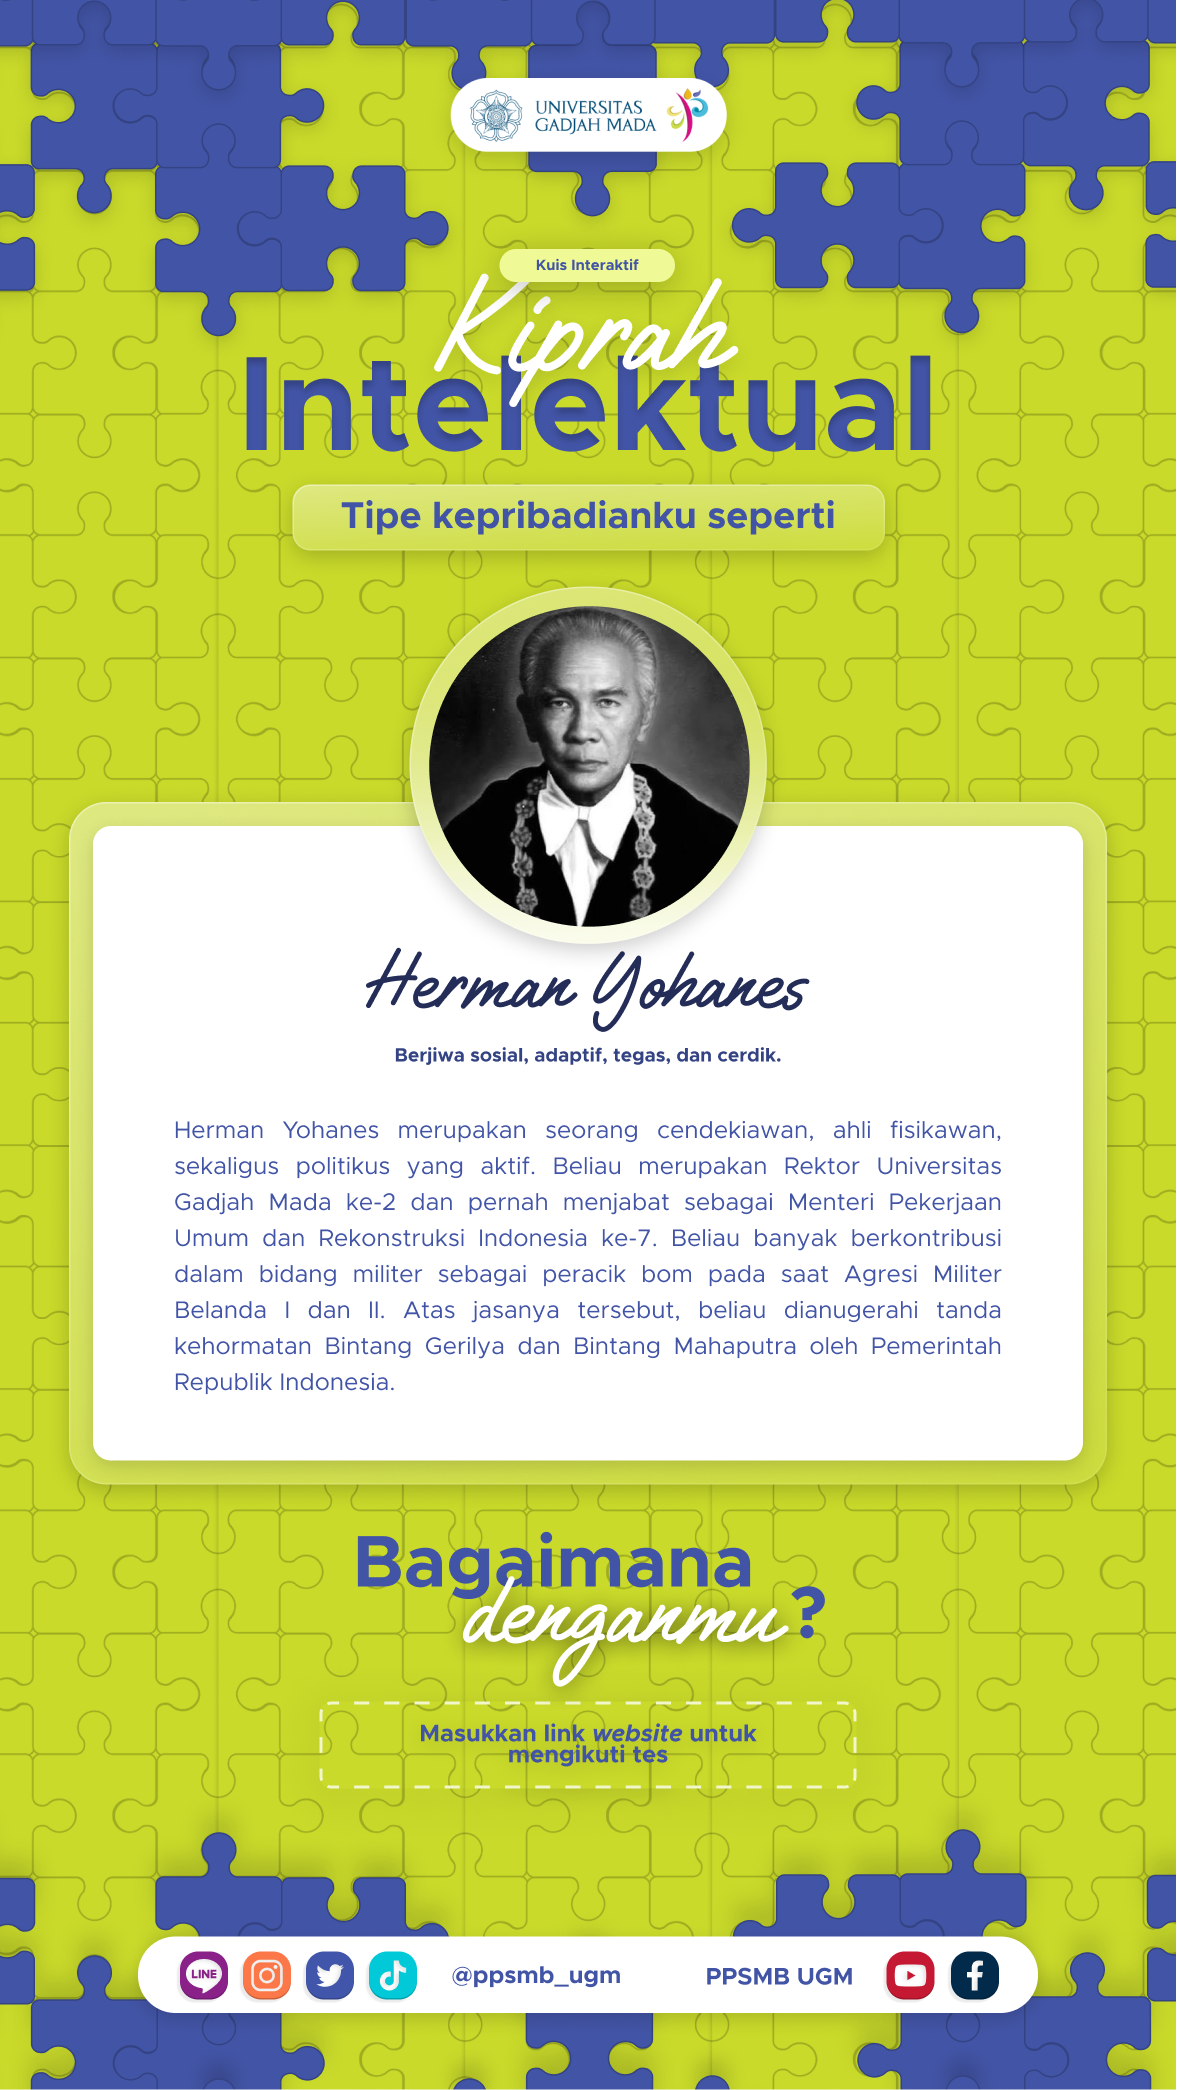 UNIVERSITAS
GADJAH MADA
Kuis Interaktif
Kiprah
Intelektual
Tipe kepribadianku seperti
Herman Yohanes
Berjiwa sosial, adaptif, tegas, dan cerdik.
Herman Yohanes merupakan seorang cendekiawan, ahli fisikawan,
sekaligus politikus yang aktif. Beliau merupakan Rektor Universitas
Gadjah Mada ke-2 dan pernah menjabat sebagai Menteri Pekerjaan
Umum dan Rekonstruksi Indonesia ke-7. Beliau banyak berkontribusi
dalam bidang militer sebagai peracik bom pada saat Agresi Militer
Belanda I dan II. Atas jasanya tersebut, beliau dianugerahi tanda
kehormatan Bintang Gerilya dan Bintang Mahaputra oleh Pemerintah
Republik Indonesia.
Bagaimana
denganmu?
Masukkan link website untuk
mengikuti tes
LINE
@ppsmb_ugm
PPSMB UGM